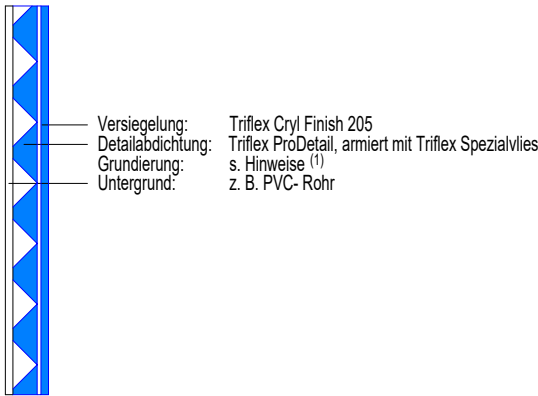 Versiegelung: Triflex Cryl Finish 205
Detailabdichtung: Triflex ProDetail, armiert mit Triflex Spezialvlies
Grundierung: s. Hinweise (1)
Untergrund: z. B. PVC- Rohr